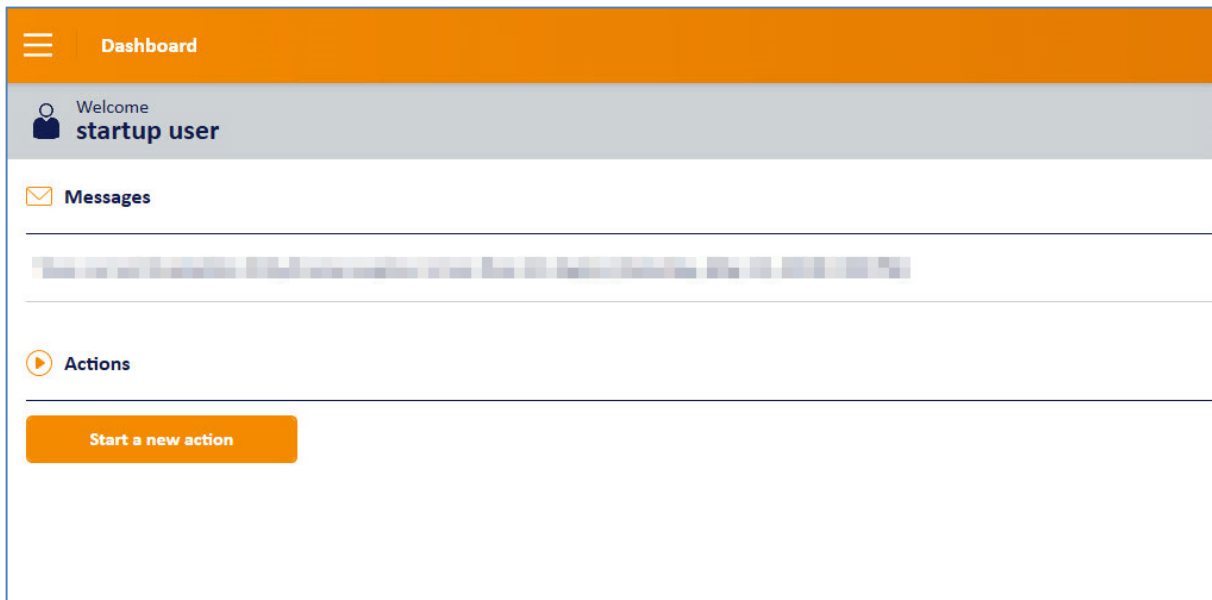 Dashboard
Welcome
startup user
Messages
Actions
Start a new action